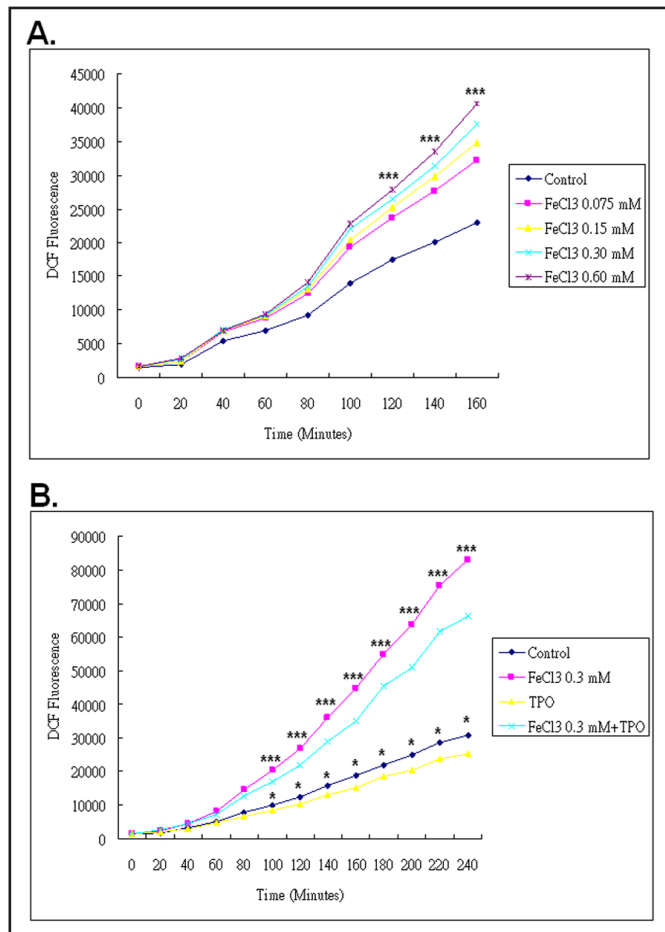 A.
45000
40000
35000
30000
25000
20000
15000
10000
5000
0
DCF Fluorescence
***
***
***
0 20 40 60 80 100 120 140 160
Time (Minutes)
Control
FeCl3 0.075 mM
FeCl3 0.15 mM
FeCl3 0.30 mM
FeCl3 0.60 mM
B.
90000
80000
70000
60000
50000
40000
30000
20000
10000
0
DCF Fluorescence
*** *** *** *** *** *** *** ***
* * * * * * * *
0 20 40 60 80 100 120 140 160 180 200 220 240
Time (Minutes)
Control
FeCl3 0.3 mM
TPO
FeCl3 0.3 mM+TPO